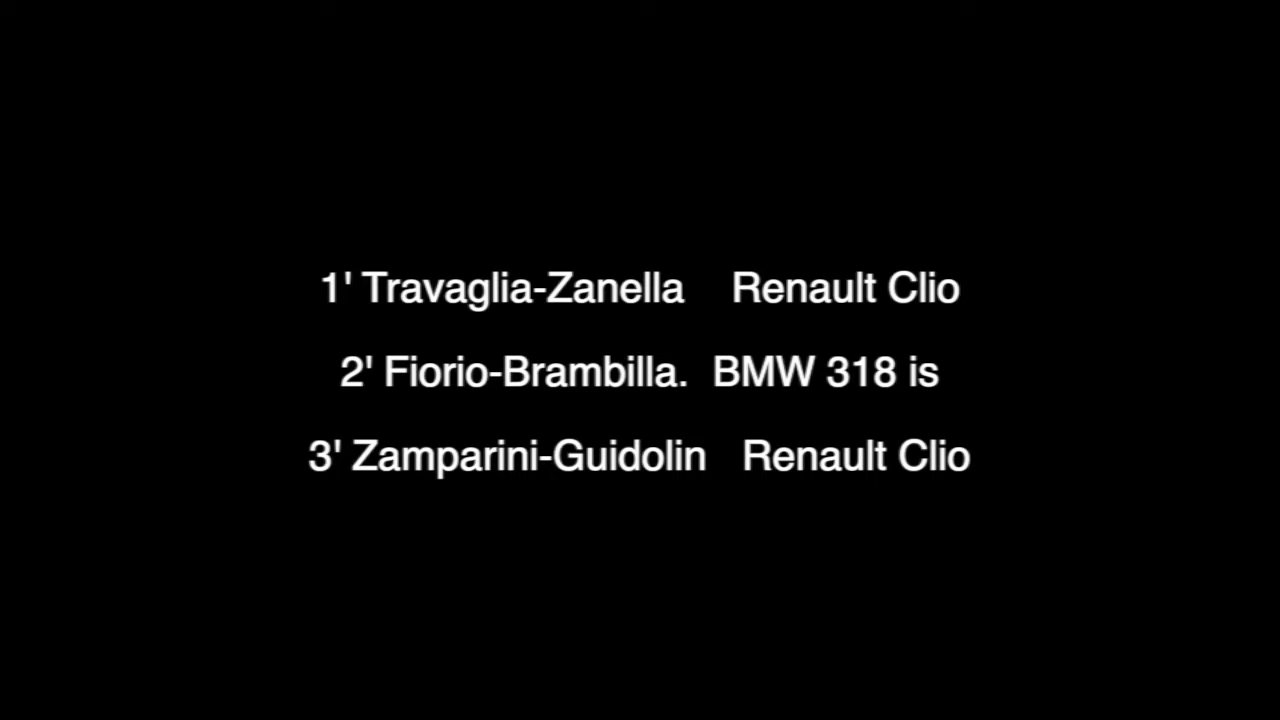 1' Travaglia-Zanella Renault Clio
2' Fiorio-Brambilla. BMW 318 is
3' Zamparini-Guidolin Renault Clio